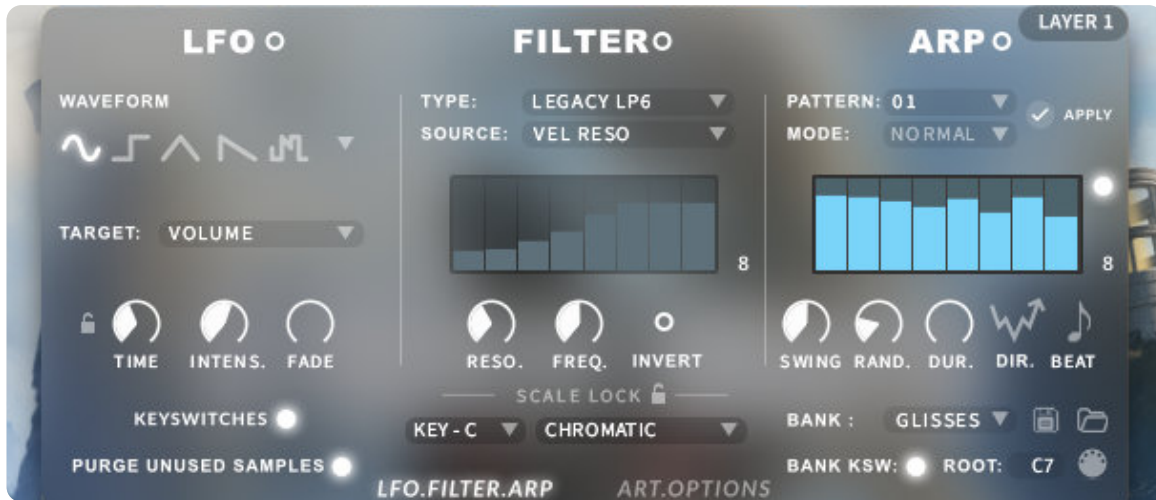 LAYER 1
LFO
WAVEFORM
TARGET: VOLUME
TIME INTENS. FADE
KEYSWITCHES
PURGE UNUSED SAMPLES
FILTER
TYPE: LEGACY LP6
SOURCE: VEL RESO
8
RESO. FREQ. INVERT
SCALE LOCK
KEY - C CHROMATIC
ARP
PATTERN: 01 APPLY
MODE: NORMAL
8
SWING RAND. DUR. DIR. BEAT
BANK : GLISSES
BANK KSW: ROOT: C7
LFO.FILTER.ARP ART.OPTIONS